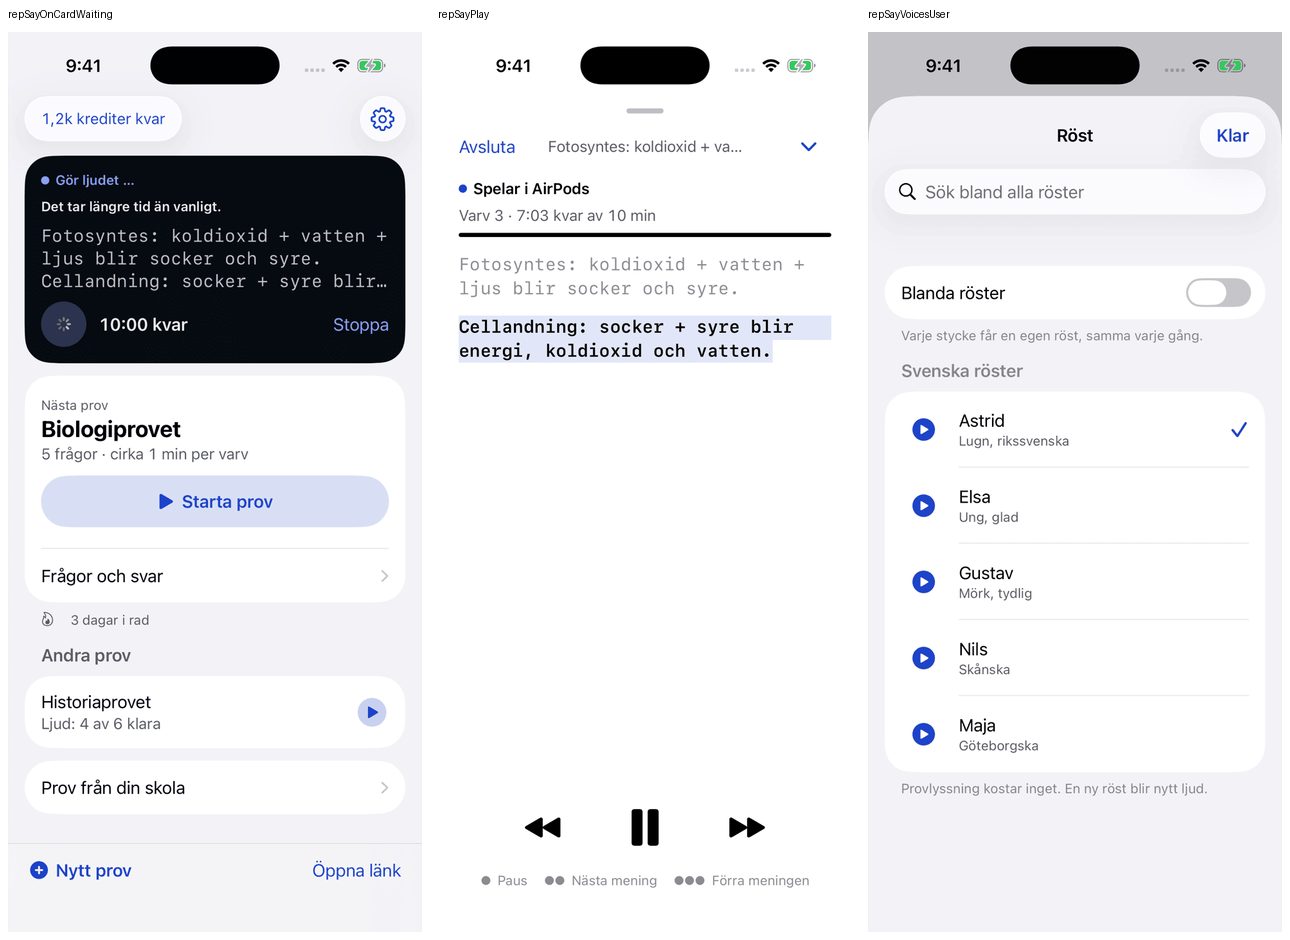 repSayOnCardWaiting
9:41
1,2k krediter kvar
Gör ljudet ...
Det tar längre tid än vanligt.
Fotosyntes: koldioxid + vatten +
ljus blir socker och syre.
Cellandning: socker + syre blir…
10:00 kvar
Stoppa
Nästa prov
Biologiprovet
5 frågor · cirka 1 min per varv
Starta prov
Frågor och svar
3 dagar i rad
Andra prov
Historiaprovet
Ljud: 4 av 6 klara
Prov från din skola
Nytt prov
Öppna länk
repSayPlay
9:41
Avsluta
Fotosyntes: koldioxid + va...
Spelar i AirPods
Varv 3 · 7:03 kvar av 10 min
Fotosyntes: koldioxid + vatten +
ljus blir socker och syre.
Cellandning: socker + syre blir
energi, koldioxid och vatten.
Paus
Nästa mening
Förra meningen
repSayVoicesUser
9:41
Röst
Klar
Sök bland alla röster
Blanda röster
Varje stycke får en egen röst, samma varje gång.
Svenska röster
Astrid
Lugn, rikssvenska
Elsa
Ung, glad
Gustav
Mörk, tydlig
Nils
Skånska
Maja
Göteborgska
Provlyssning kostar inget. En ny röst blir nytt ljud.